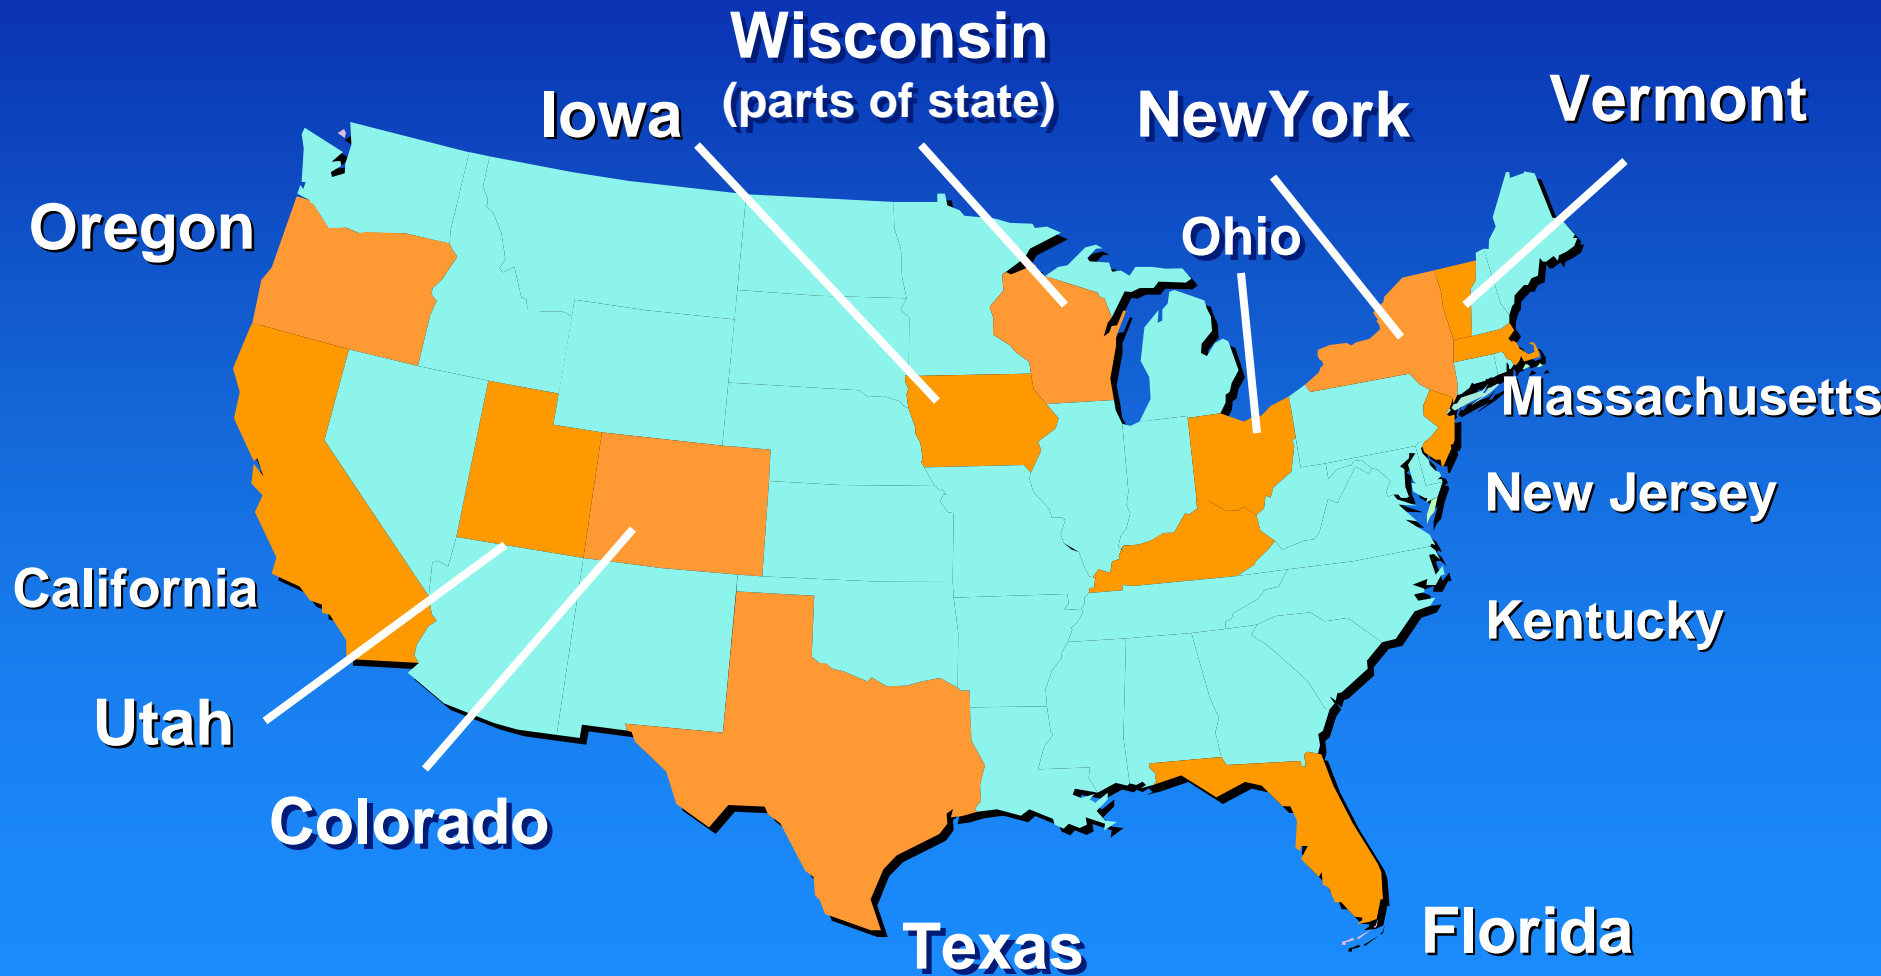 Wisconsin
(parts of state)
Iowa
NewYork
Vermont
Oregon
Ohio
Massachusetts
New Jersey
California
Kentucky
Utah
Colorado
Texas
Florida